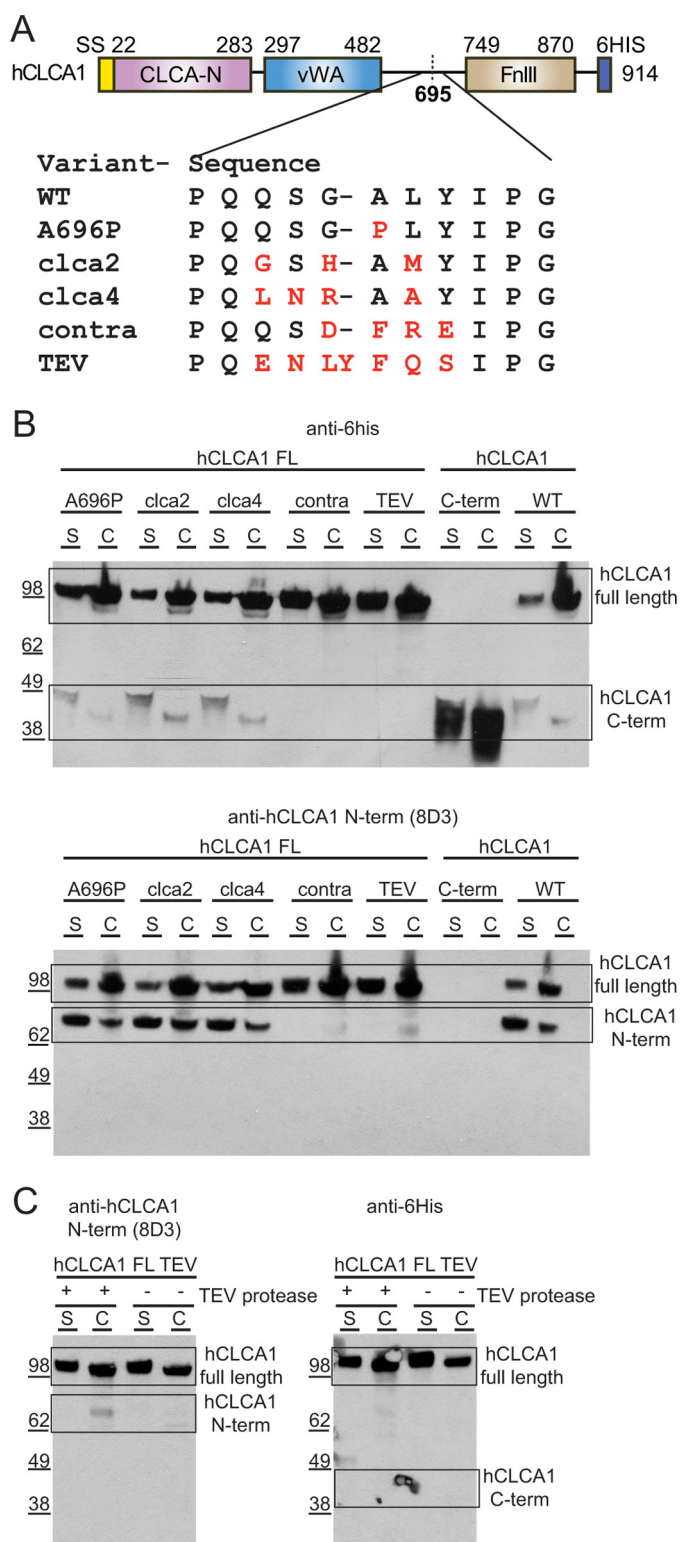 A
SS 22 283 297 482 749 870 6HIS
hCLCA1 CLCA-N vWA FnIII 914
695
Variant- Sequence
WT P Q Q S G- A L Y I P G
A696P P Q Q S G- P L Y I P G
clca2 P Q G S H- A M Y I P G
clca4 P Q L N R- A A Y I P G
contra P Q Q S D- F R E I P G
TEV P Q E N LY F Q S I P G
B
anti-6his
hCLCA1 FL hCLCA1
A696P clca2 clca4 contra TEV C-term WT
S C S C S C S C S C S C S C
98
hCLCA1
full length
62
49
hCLCA1
C-term
38
anti-hCLCA1 N-term (8D3)
hCLCA1 FL hCLCA1
A696P clca2 clca4 contra TEV C-term WT
S C S C S C S C S C S C S C
98
hCLCA1
full length
62
hCLCA1
N-term
49
38
C
anti-hCLCA1
N-term (8D3)
hCLCA1 FL TEV
+ + - - TEV protease
S C S C
98
hCLCA1
full length
hCLCA1
N-term
62
49
38
anti-6His
hCLCA1 FL TEV
+ + - - TEV protease
S C S C
98
hCLCA1
full length
62
49
hCLCA1
C-term
38